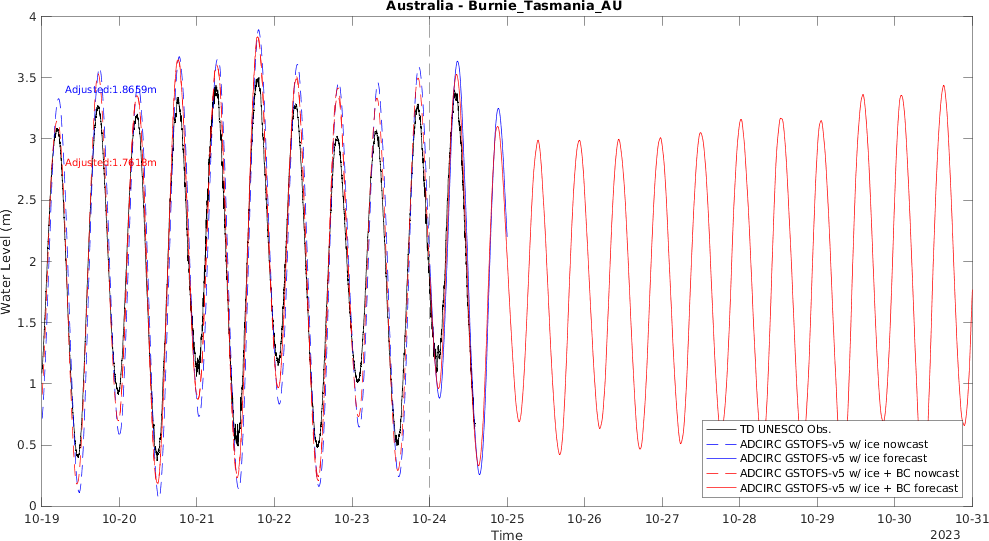 Australia - Burnie_Tasmania_AU
4
3.5
3
2.5
2
1.5
1
0.5
0
Water Level (m)
Adjusted:1.8659m
Adjusted:1.7613m
TD UNESCO Obs.
ADCIRC GSTOFS-v5 w/ ice nowcast
ADCIRC GSTOFS-v5 w/ ice forecast
ADCIRC GSTOFS-v5 w/ ice + BC nowcast
ADCIRC GSTOFS-v5 w/ ice + BC forecast
10-19 10-20 10-21 10-22 10-23 10-24 10-25 10-26 10-27 10-28 10-29 10-30 10-31
Time
2023